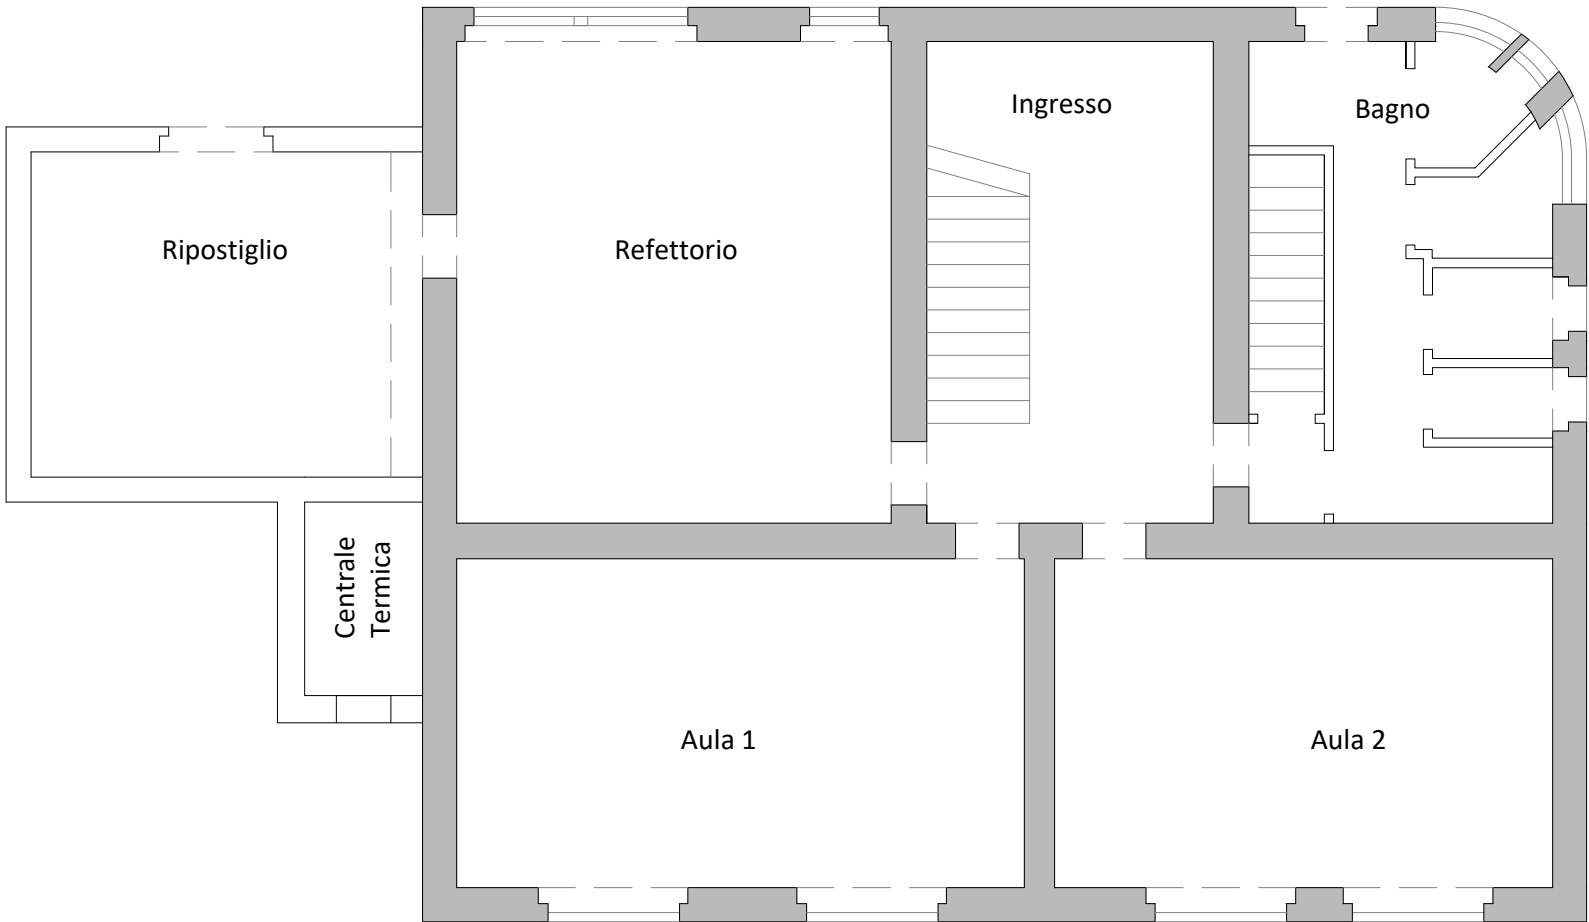 Ingresso
Bagno
Ripostiglio
Refettorio
Centrale
Termica
Aula 1
Aula 2